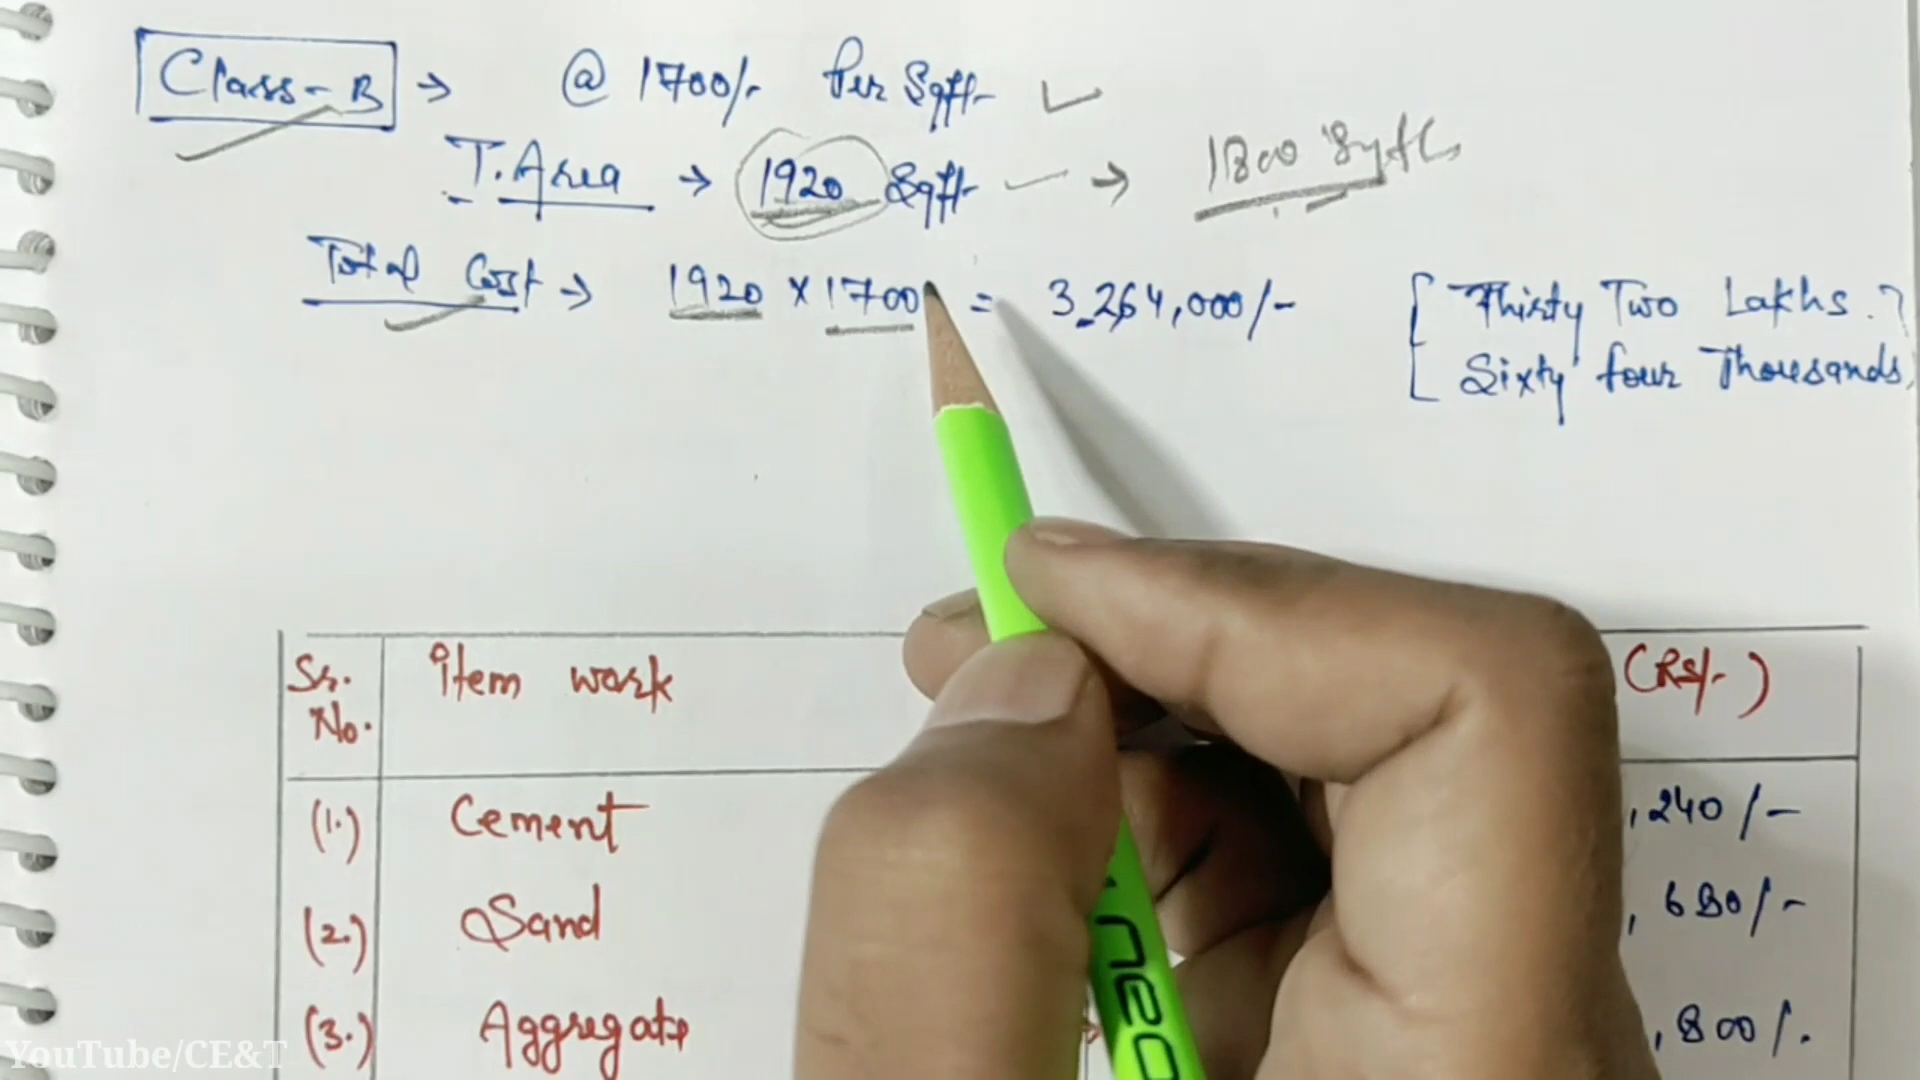 Class-B → @ 1700/- Per Sqft-
T. Area → 1920 Sqft- → 1800 Sqft
Total Cost → 1920 × 1700 = 3,264,000/- [Thirty Two Lakhs.]
Sixty four Thousands
Sr. No. item work (Rs/-)
(1.) Cement ,240/-
(2.) Sand ,680/-
(3.) Aggregate ,800/-
neo
YouTube/CE&T